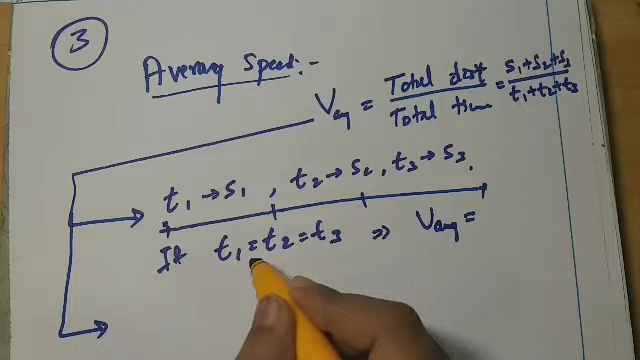 3
Average Speed:-
Vavg = Total dist / Total time = S1+S2+S3 / t1+t2+t3
t1→S1, t2→S2, t3→S3.
If t1=t2=t3 ⇒ Vavg=